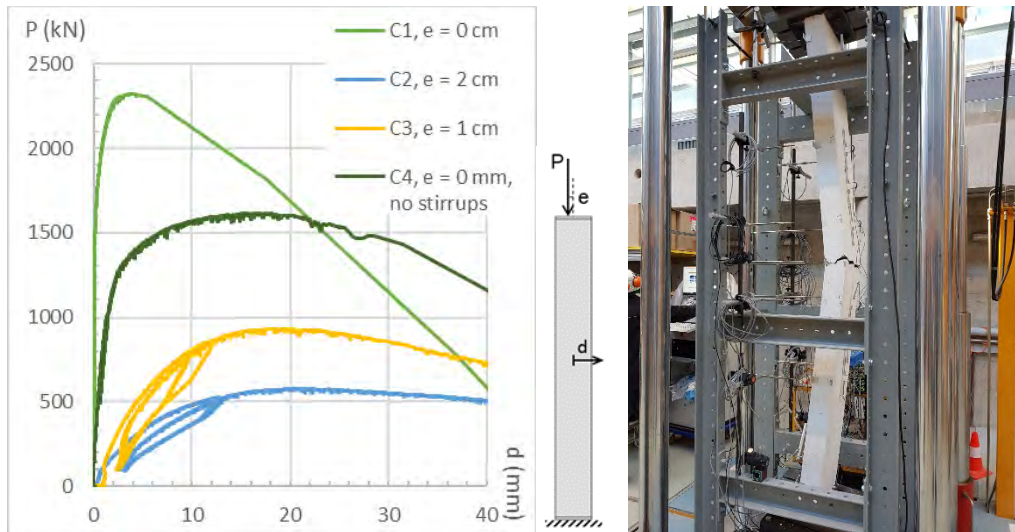 P (kN)
2500
2000
1500
1000
500
0
C1, e = 0 cm
C2, e = 2 cm
C3, e = 1 cm
C4, e = 0 mm,
no stirrups
0
10
20
30
40
d (mm)
P
e
d